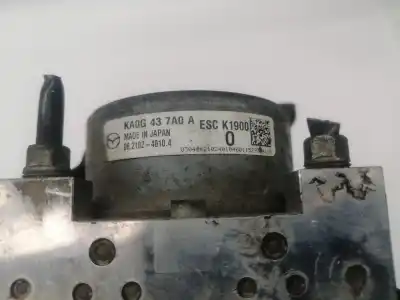 KA0G 43 7A0 A ESC K1900
MADE IN JAPAN 0
06.2102-4810.4